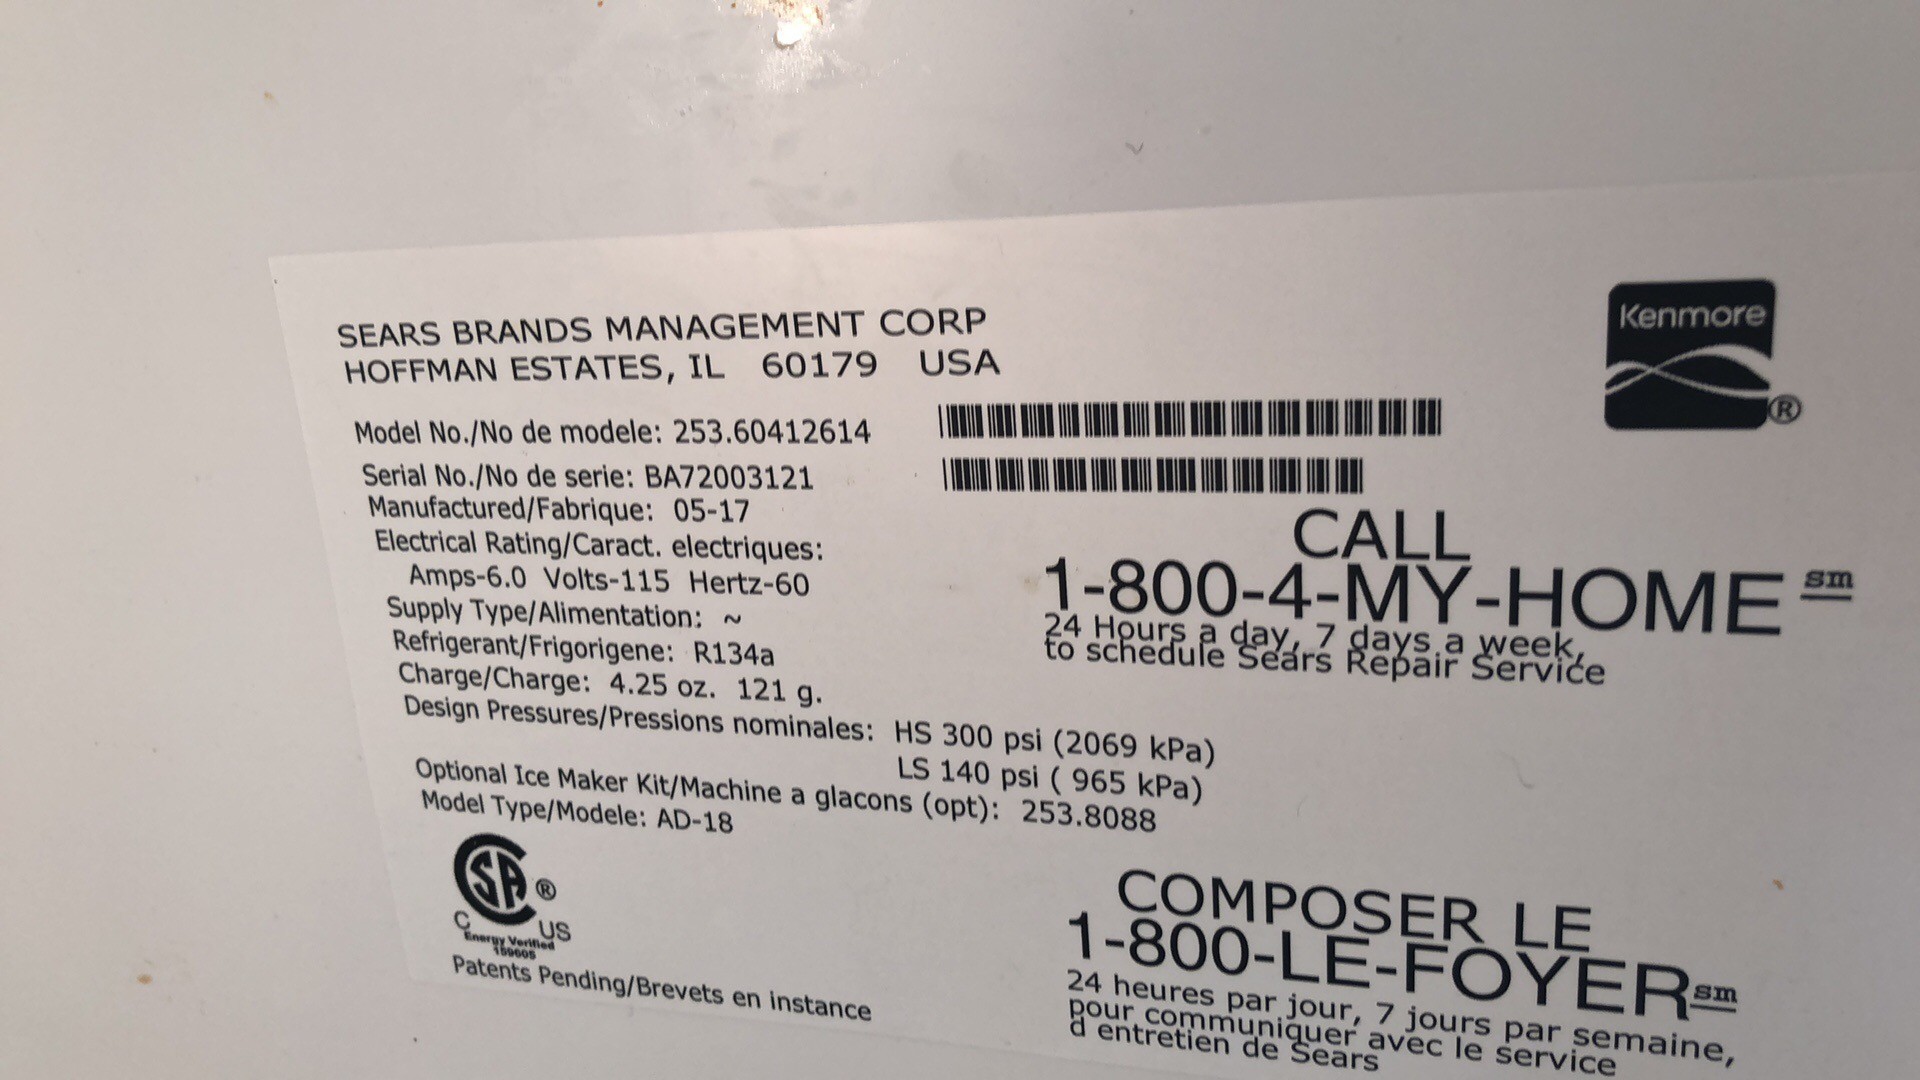 SEARS BRANDS MANAGEMENT CORP
HOFFMAN ESTATES, IL 60179 USA
Kenmore
®
Model No./No de modele: 253.60412614
Serial No./No de serie: BA72003121
Manufactured/Fabrique: 05-17
Electrical Rating/Caract. electriques:
Amps-6.0 Volts-115 Hertz-60
Supply Type/Alimentation: ~
Refrigerant/Frigorigene: R134a
Charge/Charge: 4.25 oz. 121 g.
Design Pressures/Pressions nominales: HS 300 psi (2069 kPa)
LS 140 psi ( 965 kPa)
Optional Ice Maker Kit/Machine a glacons (opt): 253.8088
Model Type/Modele: AD-18
CALL
1-800-4-MY-HOME sm
24 Hours a day, 7 days a week,
to schedule Sears Repair Service
SA ®
C US
Energy Verified
159605
Patents Pending/Brevets en instance
COMPOSER LE
1-800-LE-FOYER sm
24 heures par jour, 7 jours par semaine,
pour communiquer avec le service
d entretien de Sears